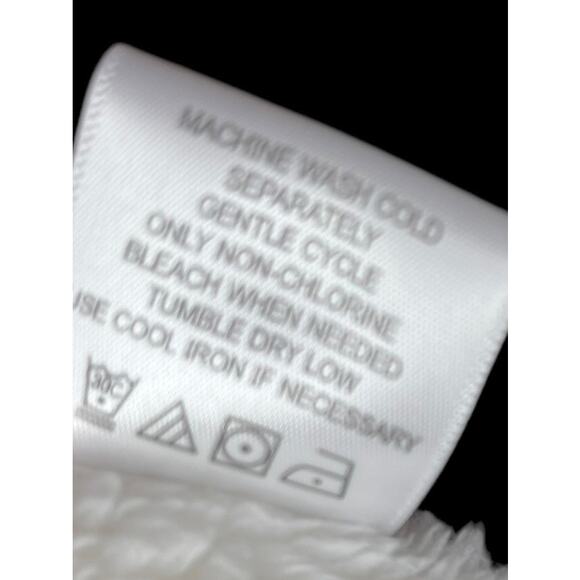 MACHINE WASH COLD
SEPARATELY
GENTLE CYCLE
ONLY NON-CHLORINE
BLEACH WHEN NEEDED
TUMBLE DRY LOW
USE COOL IRON IF NECESSARY
30C